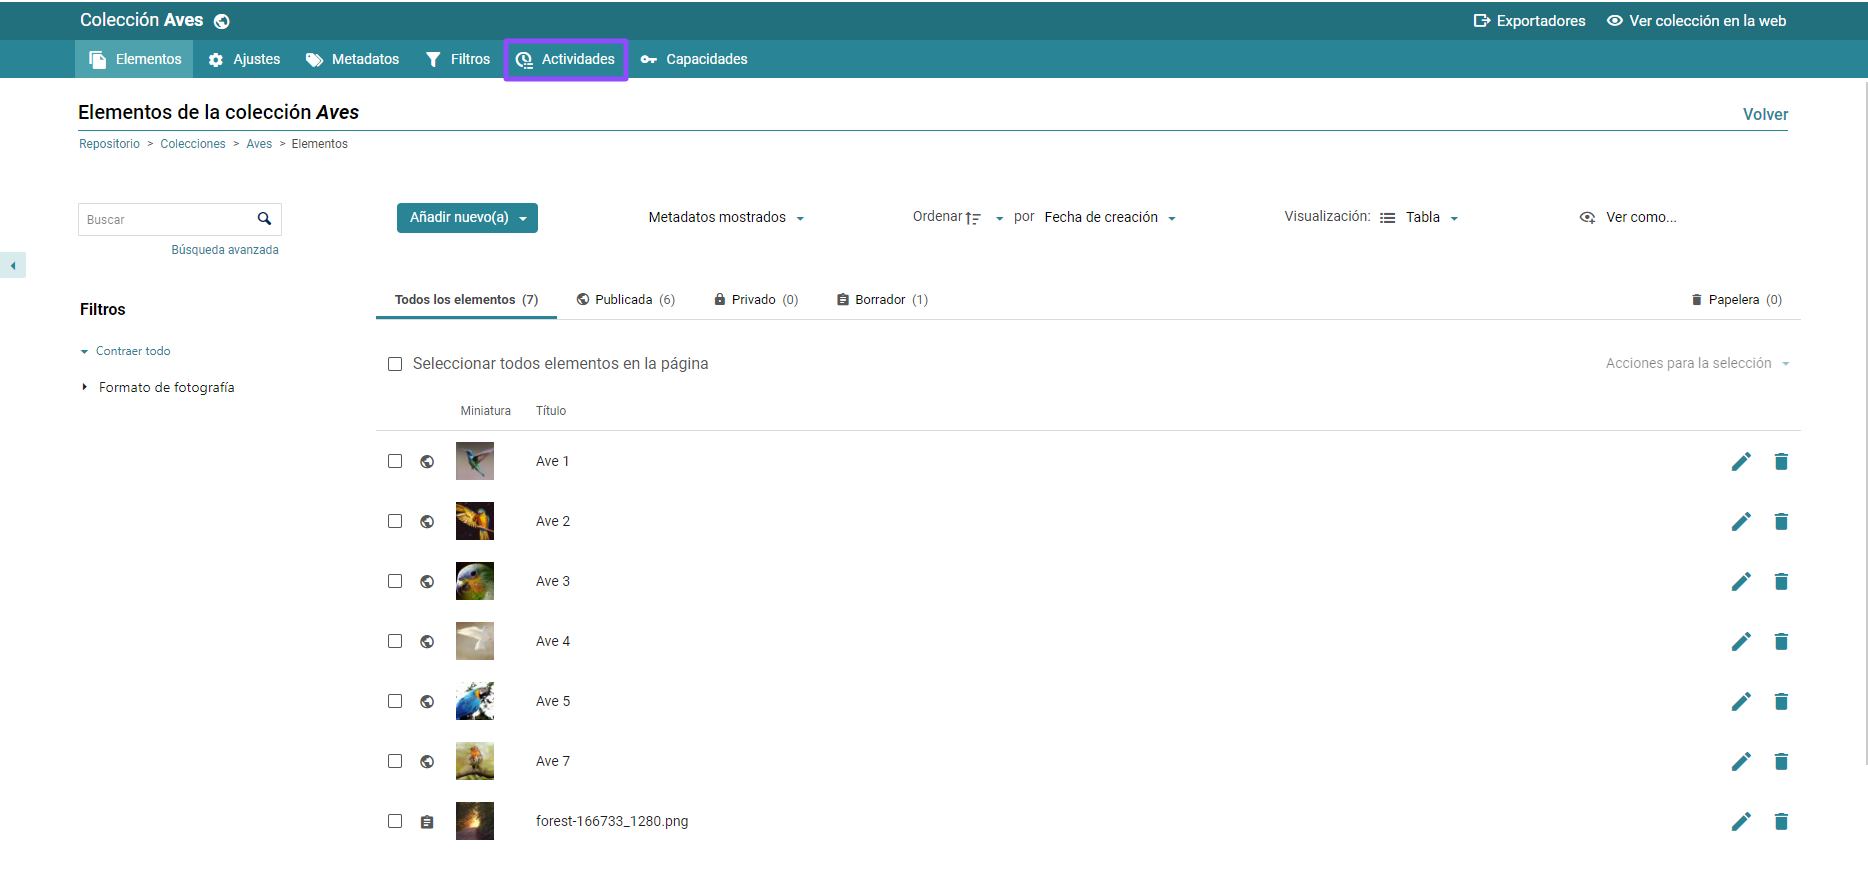 Colección Aves
Exportadores
Ver colección en la web
Elementos
Ajustes
Metadatos
Filtros
Actividades
Capacidades
Elementos de la colección Aves
Volver
Repositorio > Colecciones > Aves > Elementos
Buscar
Búsqueda avanzada
Añadir nuevo(a)
Metadatos mostrados
Ordenar
por
Fecha de creación
Visualización:
Tabla
Ver como...
Filtros
Contraer todo
Formato de fotografía
Todos los elementos (7)
Publicada (6)
Privado (0)
Borrador (1)
Papelera (0)
Seleccionar todos elementos en la página
Acciones para la selección
Miniatura
Título
Ave 1
Ave 2
Ave 3
Ave 4
Ave 5
Ave 7
forest-166733_1280.png